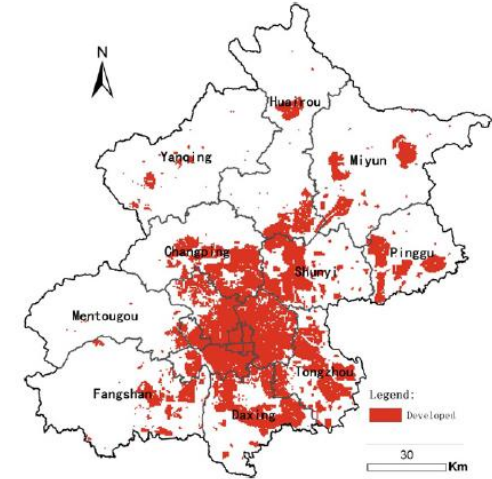 N
Huairou
Yanqing
Miyun
Changping
Pinggu
Shunyi
Mentougou
Tongzhou
Fangshan
Daxing
Legend:
Developed
30
Km